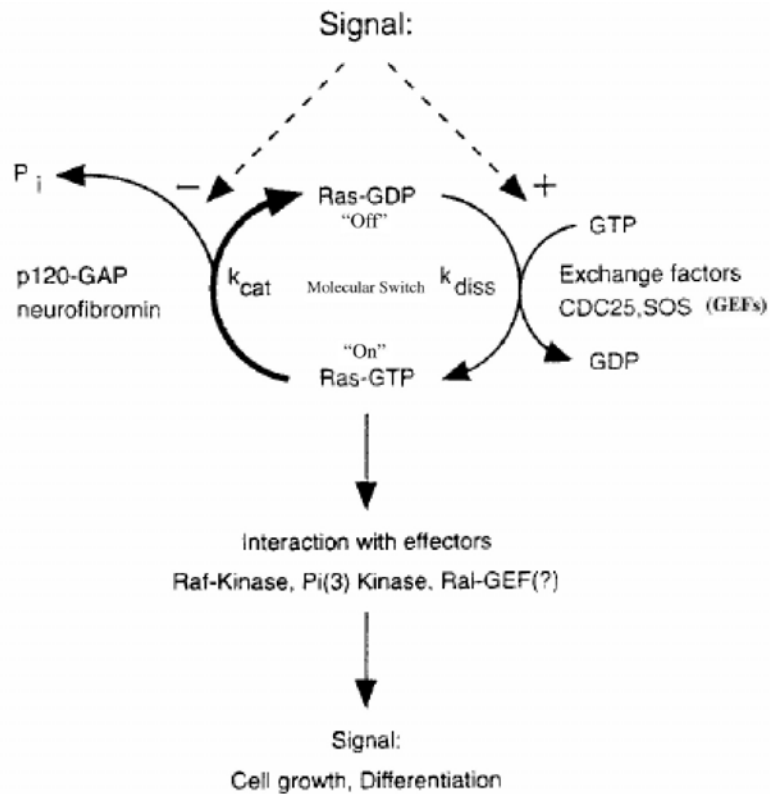 Signal:
P i
−
+
Ras-GDP
"Off"
GTP
p120-GAP
neurofibromin
k cat
Molecular Switch
k diss
Exchange factors
CDC25,SOS (GEFs)
"On"
Ras-GTP
GDP
Interaction with effectors
Raf-Kinase, Pi(3) Kinase, Ral-GEF(?)
Signal:
Cell growth, Differentiation